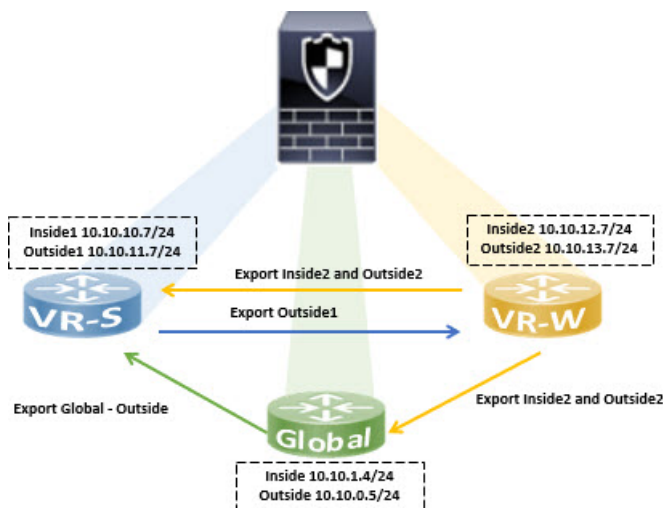 Inside1 10.10.10.7/24
Outside1 10.10.11.7/24
Inside2 10.10.12.7/24
Outside2 10.10.13.7/24
Export Inside2 and Outside2
VR-S
Export Outside1
VR-W
Export Global - Outside
Export Inside2 and Outside2
Global
Inside 10.10.1.4/24
Outside 10.10.0.5/24